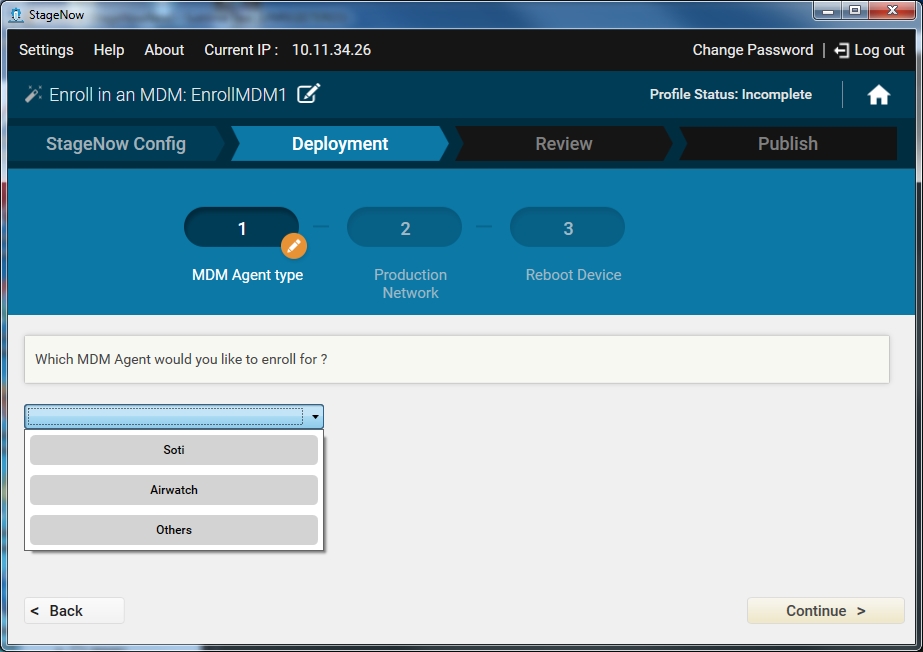 StageNow
Settings Help About Current IP : 10.11.34.26 Change Password | Log out
Enroll in an MDM: EnrollMDM1 Profile Status: Incomplete
StageNow Config Deployment Review Publish
1 2 3
MDM Agent type Production Network Reboot Device
Which MDM Agent would you like to enroll for ?
Soti
Airwatch
Others
< Back Continue >